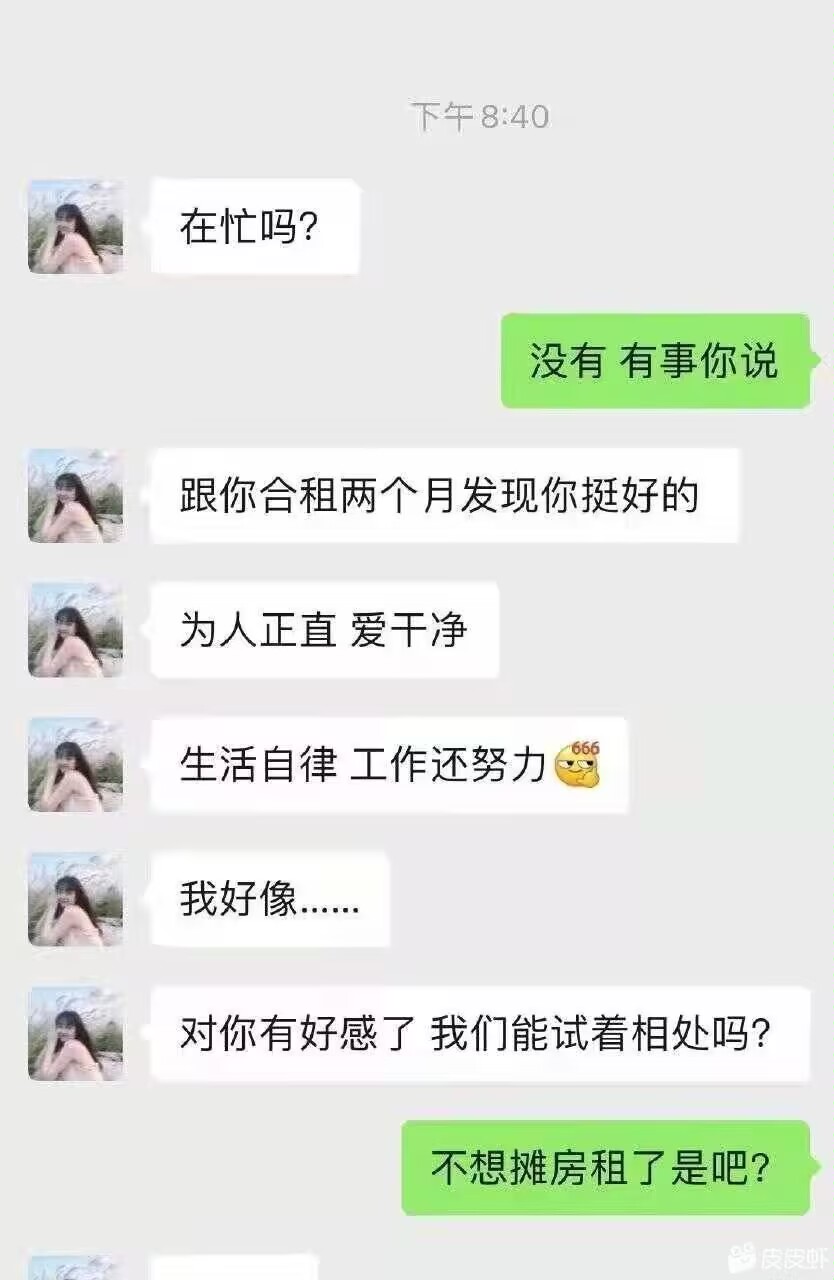 下午8:40
在忙吗?
没有 有事你说
跟你合租两个月发现你挺好的
为人正直 爱干净
生活自律 工作还努力666
我好像......
对你有好感了 我们能试着相处吗?
不想摊房租了是吧?
皮皮虾